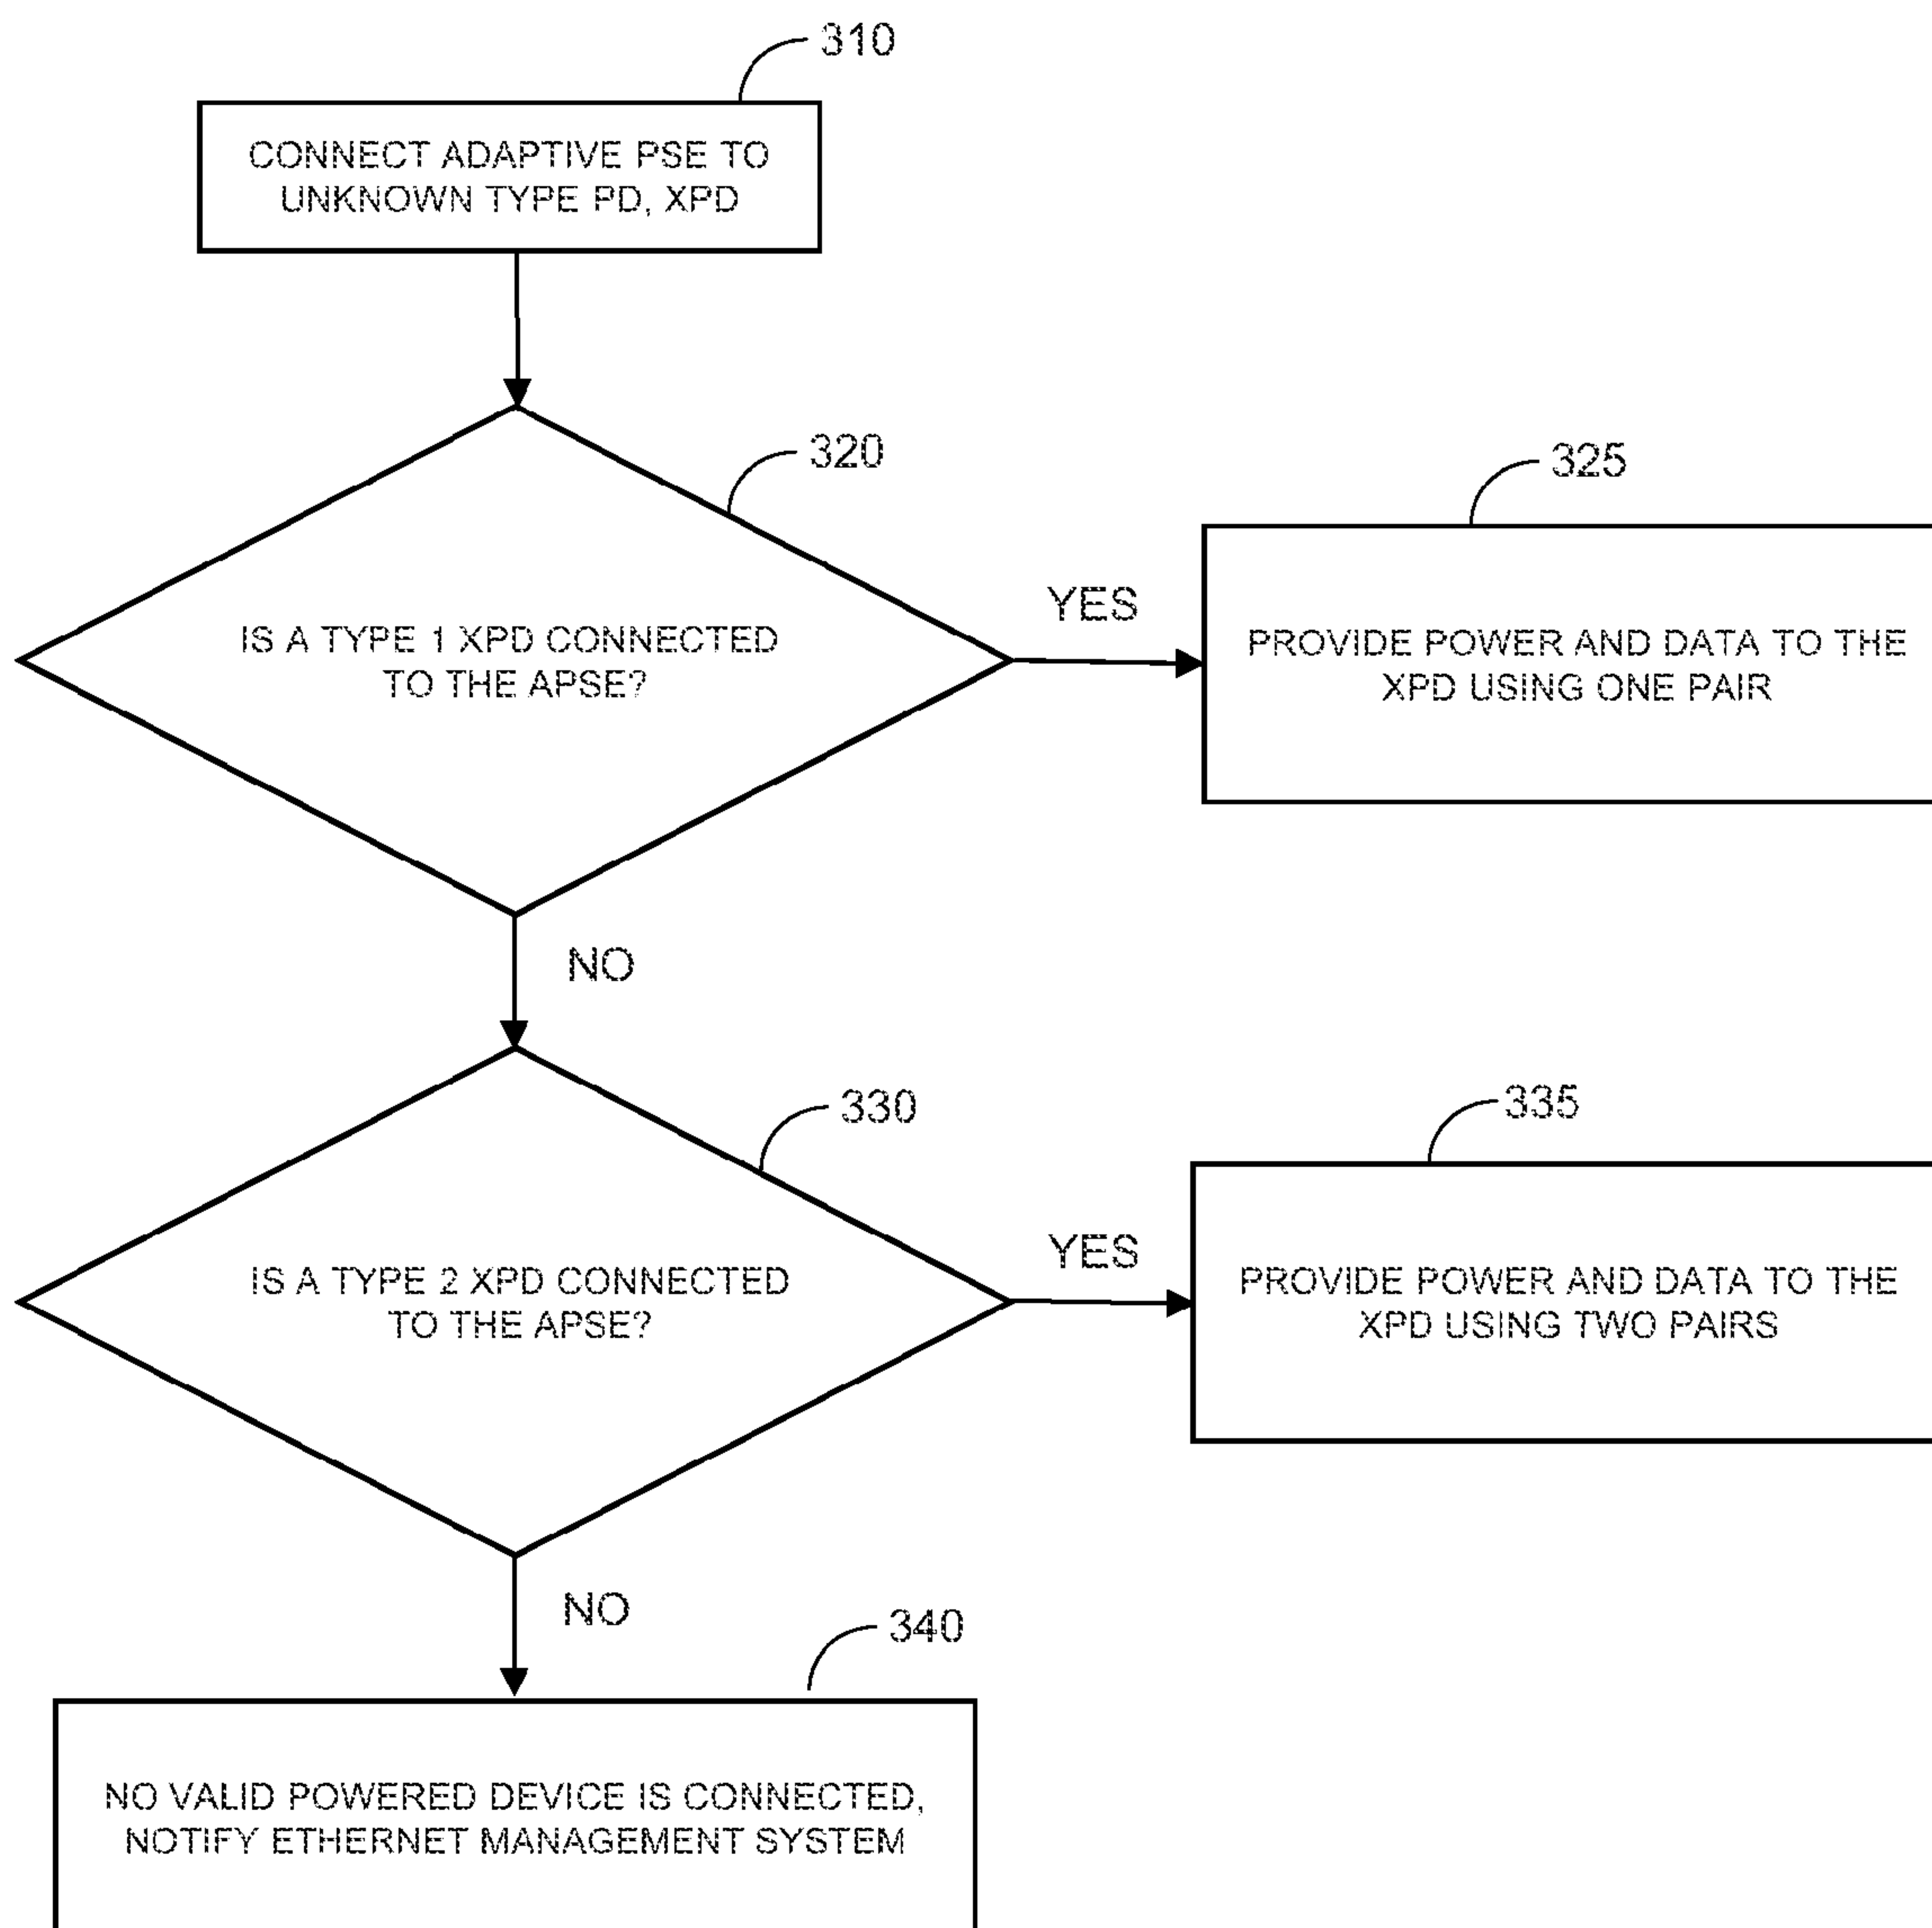 310
CONNECT ADAPTIVE PSE TO
UNKNOWN TYPE PD, XPD
320
IS A TYPE 1 XPD CONNECTED
TO THE APSE?
YES
325
PROVIDE POWER AND DATA TO THE
XPD USING ONE PAIR
NO
330
IS A TYPE 2 XPD CONNECTED
TO THE APSE?
YES
335
PROVIDE POWER AND DATA TO THE
XPD USING TWO PAIRS
NO
340
NO VALID POWERED DEVICE IS CONNECTED,
NOTIFY ETHERNET MANAGEMENT SYSTEM